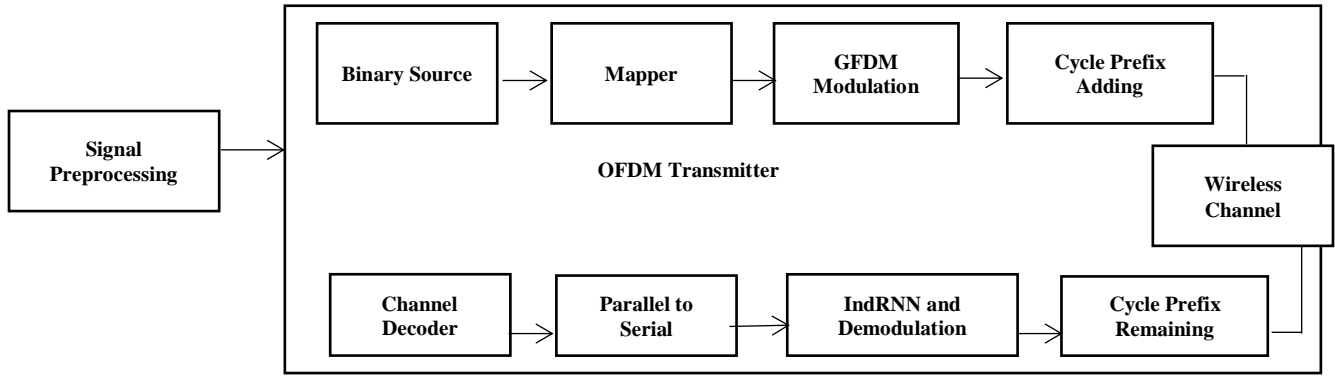 Binary Source
Mapper
GFDM
Modulation
Cycle Prefix
Adding
Signal
Preprocessing
OFDM Transmitter
Wireless
Channel
Channel
Decoder
Parallel to
Serial
IndRNN and
Demodulation
Cycle Prefix
Remaining